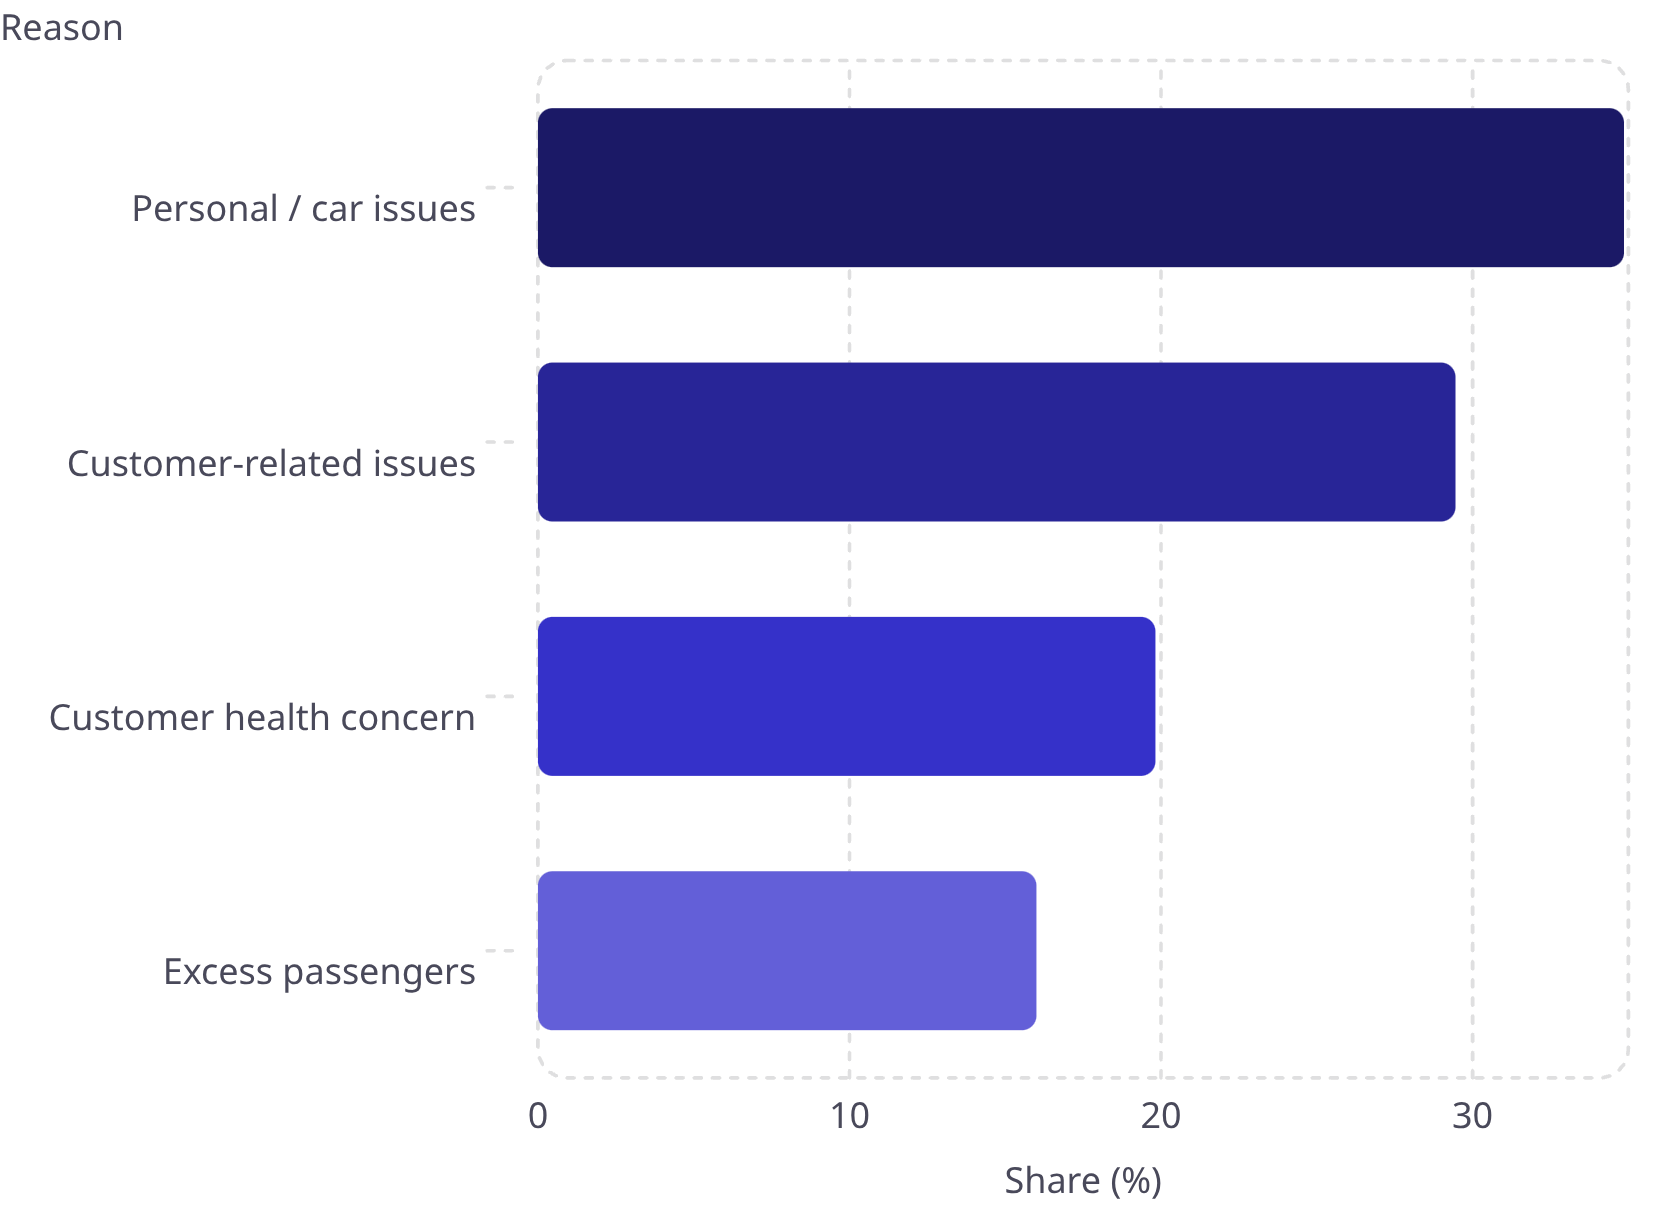 Reason
Personal / car issues
Customer-related issues
Customer health concern
Excess passengers
0 10 20 30
Share (%)